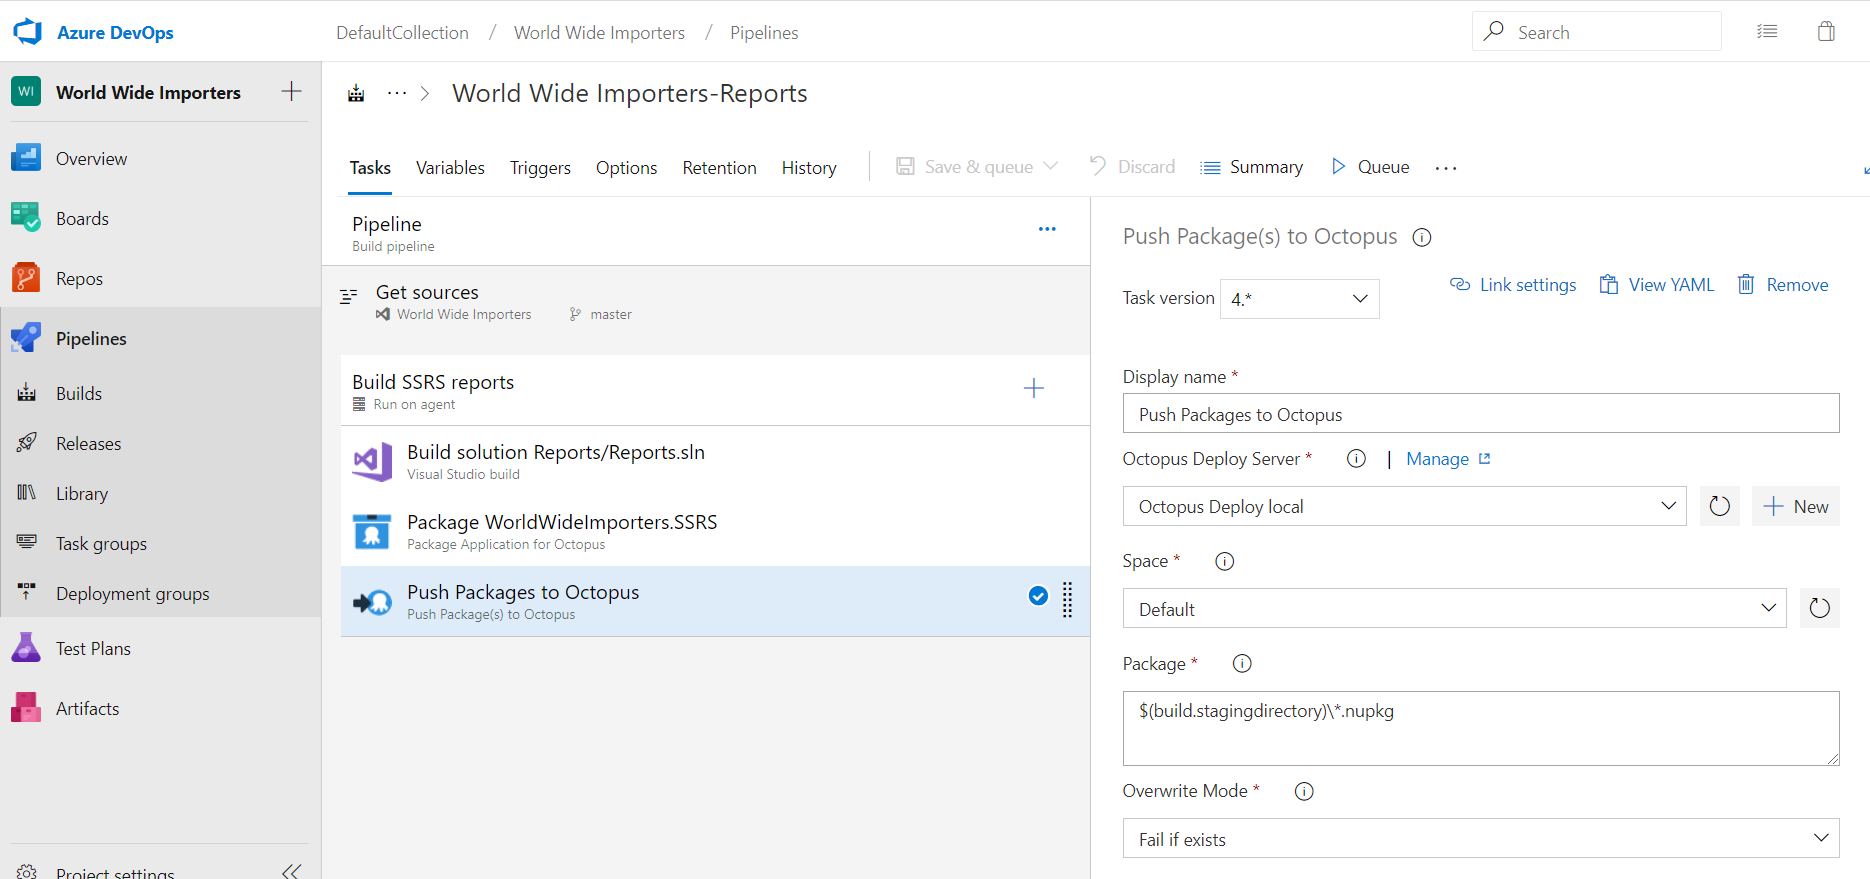 Azure DevOps
DefaultCollection / World Wide Importers / Pipelines
Search
WI World Wide Importers
Overview
Boards
Repos
Pipelines
Builds
Releases
Library
Task groups
Deployment groups
Test Plans
Artifacts
Project settings
··· World Wide Importers-Reports
Tasks Variables Triggers Options Retention History Save & queue Discard Summary Queue ···
Pipeline
Build pipeline
Get sources
World Wide Importers master
Build SSRS reports
Run on agent
Build solution Reports/Reports.sln
Visual Studio build
Package WorldWideImporters.SSRS
Package Application for Octopus
Push Packages to Octopus
Push Package(s) to Octopus
Push Package(s) to Octopus
Link settings View YAML Remove
Task version 4.*
Display name *
Push Packages to Octopus
Octopus Deploy Server * | Manage
Octopus Deploy local New
Space *
Default
Package *
$(build.stagingdirectory)\*.nupkg
Overwrite Mode *
Fail if exists